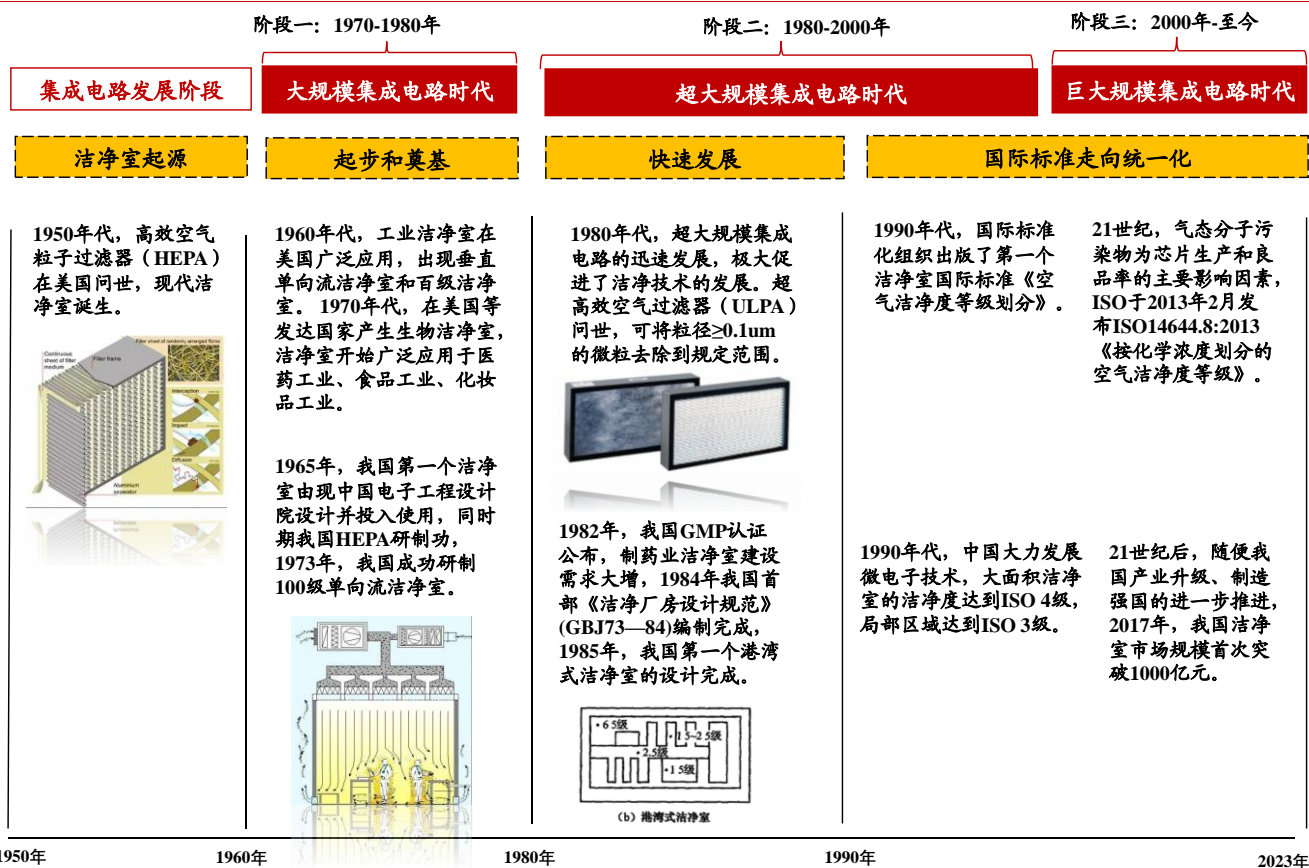 阶段一：1970-1980年
阶段二：1980-2000年
阶段三：2000年-至今
集成电路发展阶段
大规模集成电路时代
超大规模集成电路时代
巨大规模集成电路时代
洁净室起源
起步和奠基
快速发展
国际标准走向统一化
1950年代，高效空气
粒子过滤器（HEPA）
在美国问世，现代洁
净室诞生。
Continuous
sheet of filter
medium
Filter frame
Filter sheet of randomly arranged fibres
Interception
Impact
Diffusion
Aluminium
separator
1960年代，工业洁净室在
美国广泛应用，出现垂直
单向流洁净室和百级洁净
室。 1970年代，在美国等
发达国家产生生物洁净室，
洁净室开始广泛应用于医
药工业、食品工业、化妆
品工业。
1965年，我国第一个洁净
室由现中国电子工程设计
院设计并投入使用，同时
期我国HEPA研制功，
1973年，我国成功研制
100级单向流洁净室。
1980年代，超大规模集成
电路的迅速发展，极大促
进了洁净技术的发展。超
高效空气过滤器（ULPA）
问世，可将粒径≥0.1um
的微粒去除到规定范围。
1982年，我国GMP认证
公布，制药业洁净室建设
需求大增，1984年我国首
部《洁净厂房设计规范》
(GBJ73—84)编制完成，
1985年，我国第一个港湾
式洁净室的设计完成。
6 5级
1 5~2 5级
2.5级
1 5级
（b）港湾式洁净室
1990年代，国际标准
化组织出版了第一个
洁净室国际标准《空
气洁净度等级划分》。
1990年代，中国大力发展
微电子技术，大面积洁净
室的洁净度达到ISO 4级，
局部区域达到ISO 3级。
21世纪，气态分子污
染物为芯片生产和良
品率的主要影响因素，
ISO于2013年2月发
布ISO14644.8:2013
《按化学浓度划分的
空气洁净度等级》。
21世纪后，随便我
国产业升级、制造
强国的进一步推进，
2017年，我国洁净
室市场规模首次突
破1000亿元。
1950年
1960年
1980年
1990年
2023年